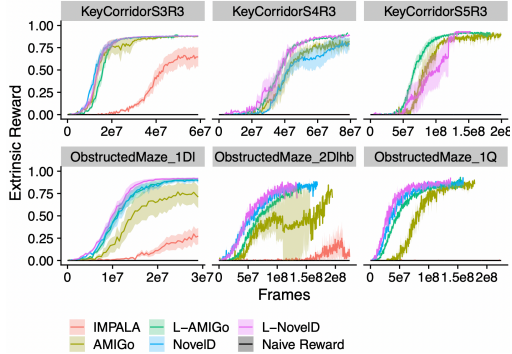 KeyCorridorS3R3 KeyCorridorS4R3 KeyCorridorS5R3
1.00
0.75
0.50
0.25
0.00
0 2e7 4e7 6e7 0 2e7 4e7 6e7 8e7 0 5e7 1e8 1.5e8 2e8
Extrinsic Reward
ObstructedMaze_1Dl ObstructedMaze_2Dlhb ObstructedMaze_1Q
1.00
0.75
0.50
0.25
0.00
0 1e7 2e7 3e7 0 5e7 1e8 1.5e8 2e8 0 5e7 1e8 1.5e8 2e8
Frames
IMPALA L-AMIGo L-NovelD
AMIGo NovelD Naive Reward